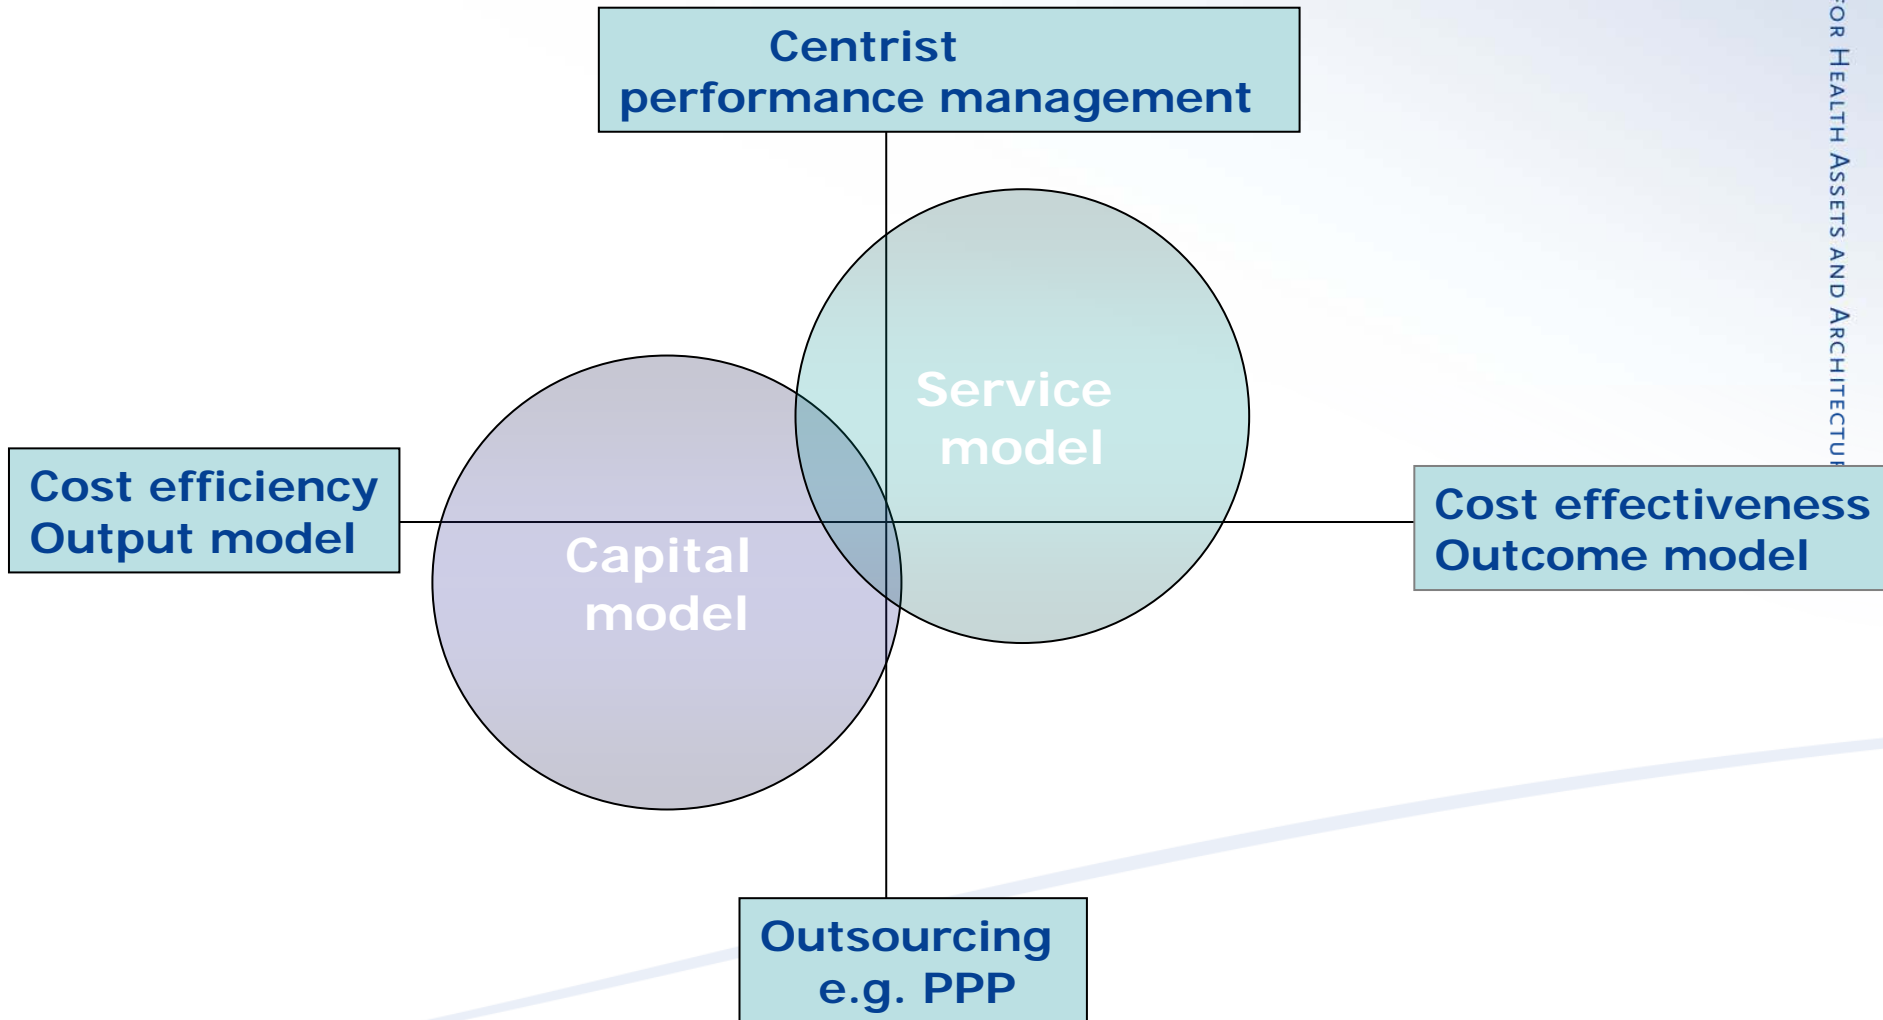 Centrist
performance management
FOR HEALTH ASSETS AND
Service
model
Cost efficiency
Output model
Capital
model
Cost effectiveness
Outcome model
Outsourcing
e.g. PPP